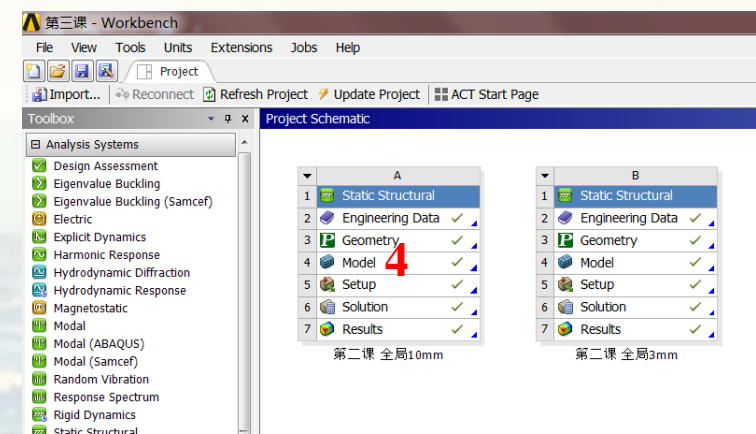 第三课 - Workbench
File View Tools Units Extensions Jobs Help
Project
Import... Reconnect Refresh Project Update Project ACT Start Page
Toolbox
Project Schematic
Analysis Systems
Design Assessment
Eigenvalue Buckling
Eigenvalue Buckling (Samcef)
Electric
Explicit Dynamics
Harmonic Response
Hydrodynamic Diffraction
Hydrodynamic Response
Magnetostatic
Modal
Modal (ABAQUS)
Modal (Samcef)
Random Vibration
Response Spectrum
Rigid Dynamics
Static Structural
A
1 Static Structural
2 Engineering Data
3 Geometry
4 Model
5 Setup
6 Solution
7 Results
第二课 全局10mm
4
B
1 Static Structural
2 Engineering Data
3 Geometry
4 Model
5 Setup
6 Solution
7 Results
第二课 全局3mm